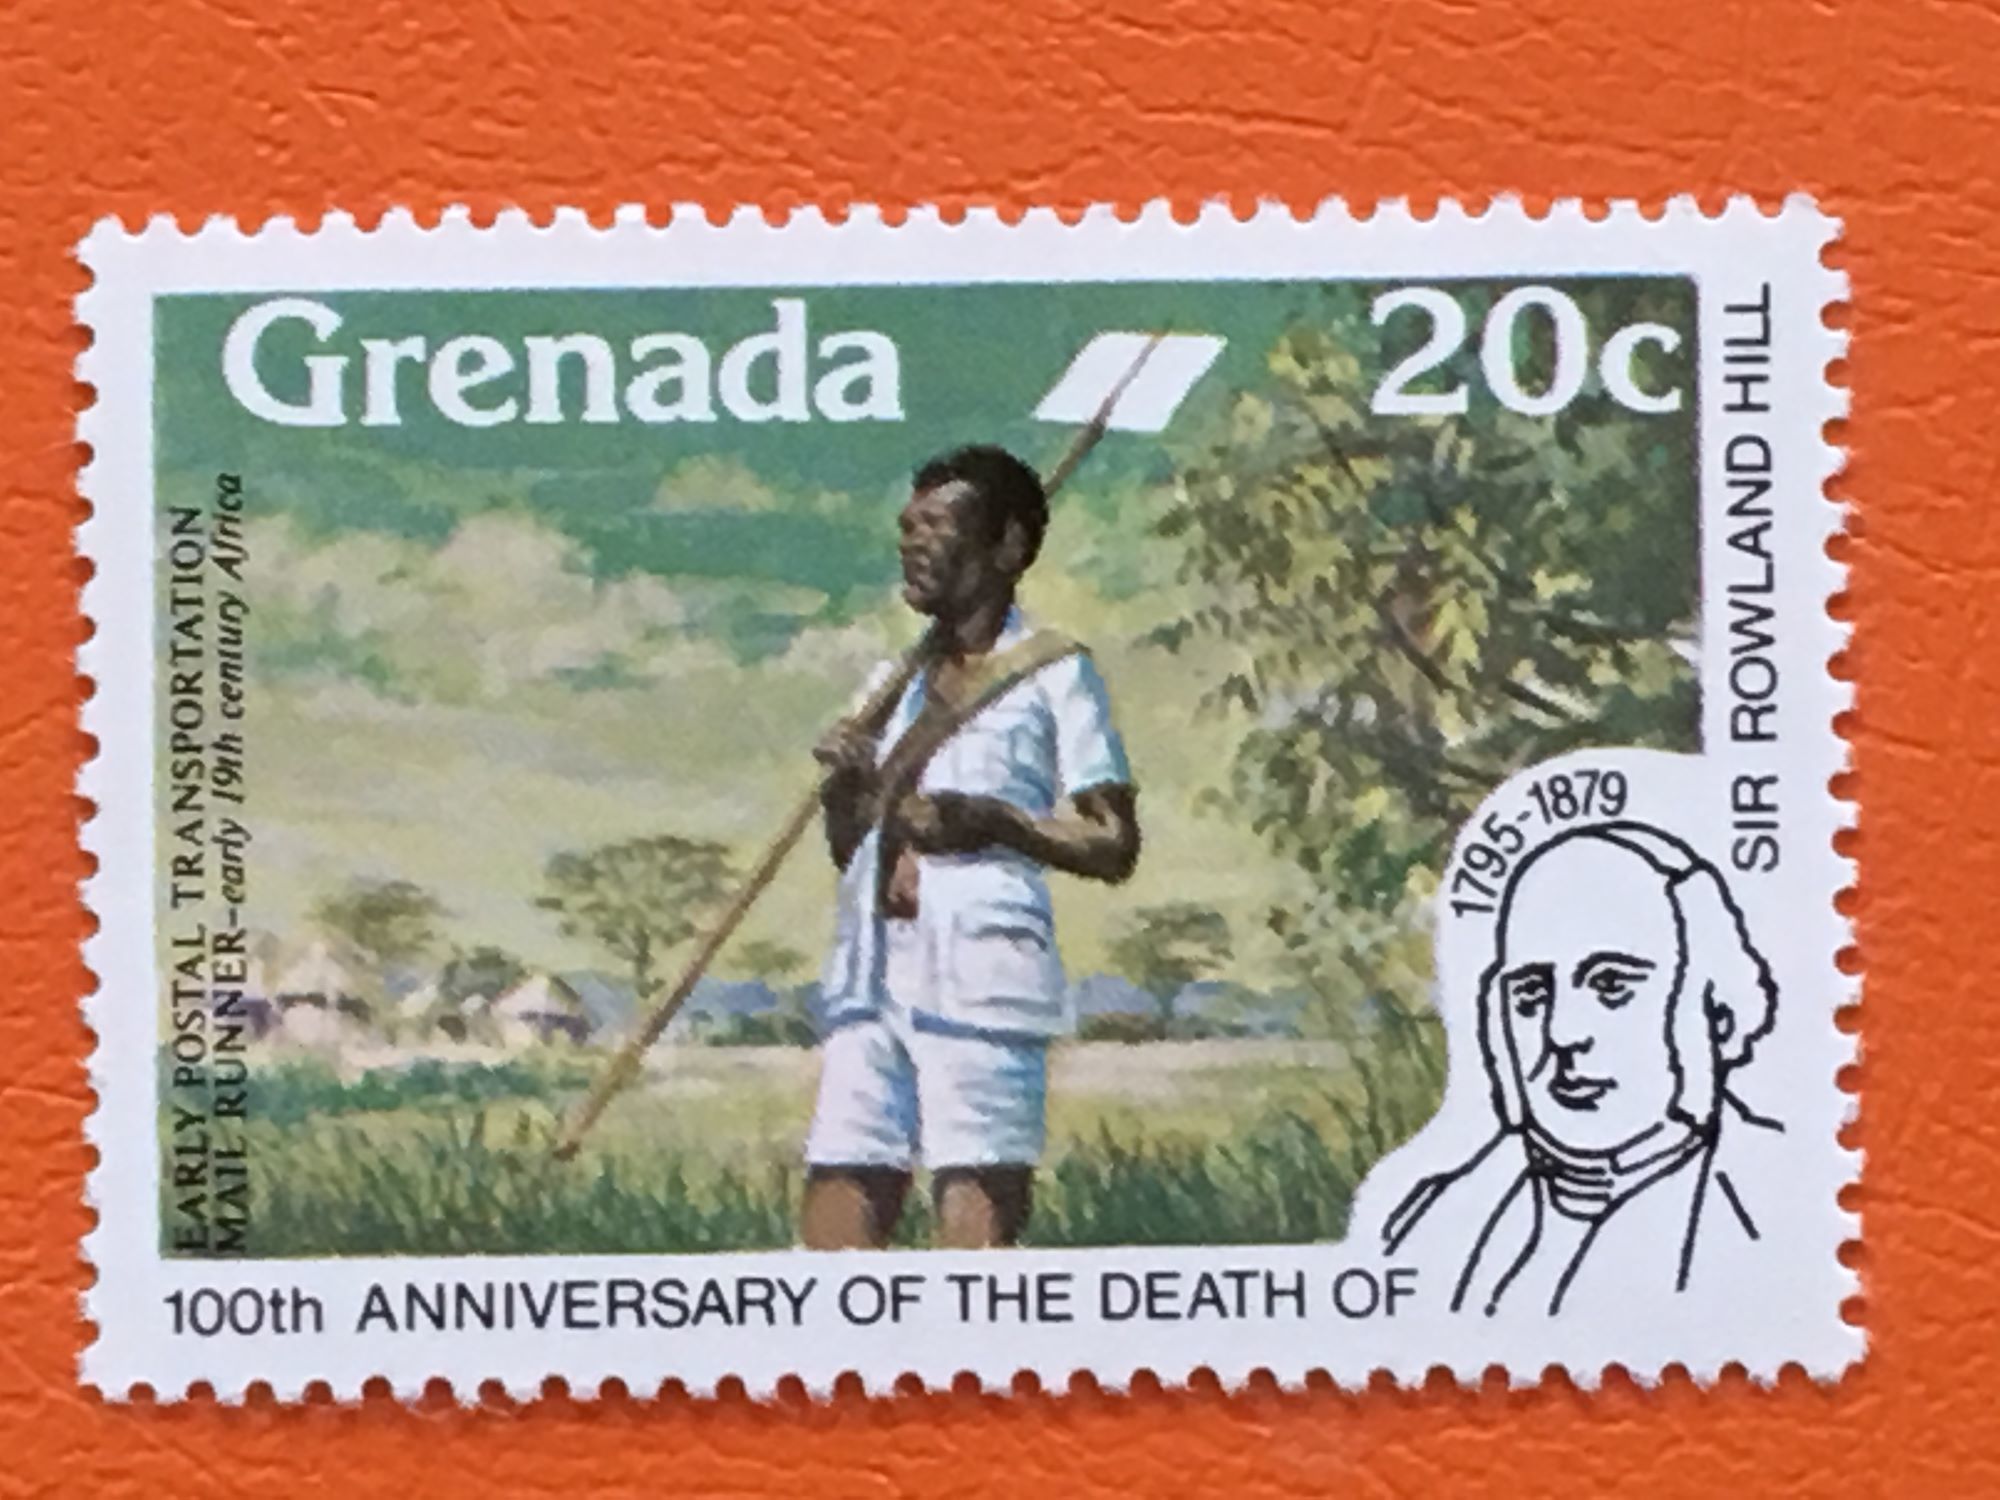 Grenada 20c
EARLY POSTAL TRANSPORTATION
MAIL RUNNER-early 19th century Africa
1795-1879
100th ANNIVERSARY OF THE DEATH OF
SIR ROWLAND HILL